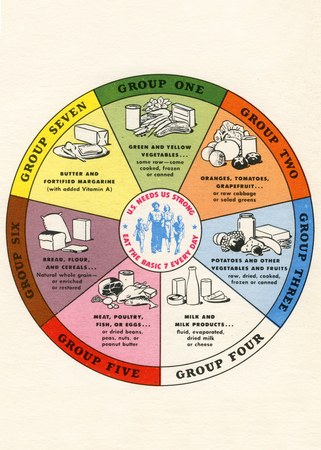 GROUP ONE
GREEN AND YELLOW
VEGETABLES...
some raw—some
cooked, frozen
or canned
GROUP TWO
ORANGES, TOMATOES,
GRAPEFRUIT...
or raw cabbage
or salad greens
GROUP THREE
POTATOES AND OTHER
VEGETABLES AND FRUITS
raw, dried, cooked,
frozen or canned
GROUP FOUR
MILK AND
MILK PRODUCTS...
fluid, evaporated,
dried milk
or cheese
GROUP FIVE
MEAT, POULTRY,
FISH, OR EGGS...
or dried beans,
peas, nuts, or
peanut butter
GROUP SIX
BREAD, FLOUR,
AND CEREALS...
Natural whole grain—
or enriched
or restored
GROUP SEVEN
BUTTER AND
FORTIFIED MARGARINE
(with added Vitamin A)
U.S. NEEDS US STRONG
EAT THE BASIC 7 EVERY DAY